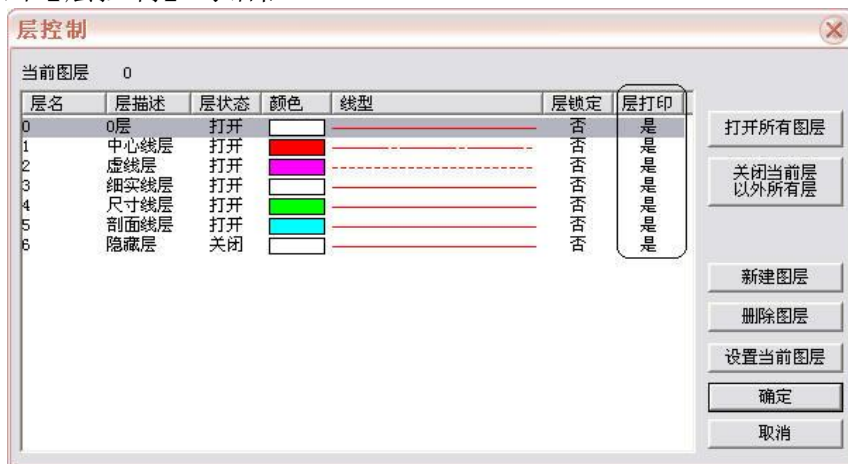 层控制
当前图层 0
层名 层描述 层状态 颜色 线型 层锁定 层打印
0 0层 打开 否 是
1 中心线层 打开 否 是
2 虚线层 打开 否 是
3 细实线层 打开 否 是
4 尺寸线层 打开 否 是
5 剖面线层 打开 否 是
6 隐藏层 关闭 否 是
打开所有图层
关闭当前层
以外所有层
新建图层
删除图层
设置当前图层
确定
取消